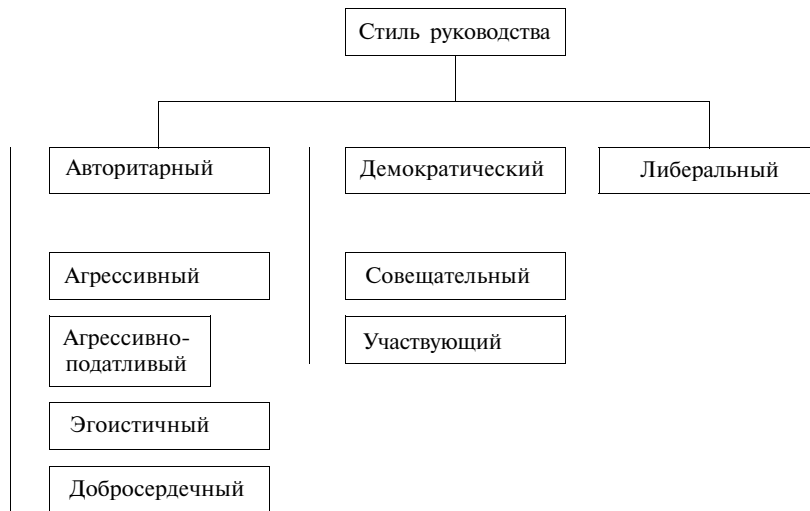 Стиль руководства
Авторитарный
Демократический
Либеральный
Агрессивный
Совещательный
Агрессивно-
податливый
Участвующий
Эгоистичный
Добросердечный